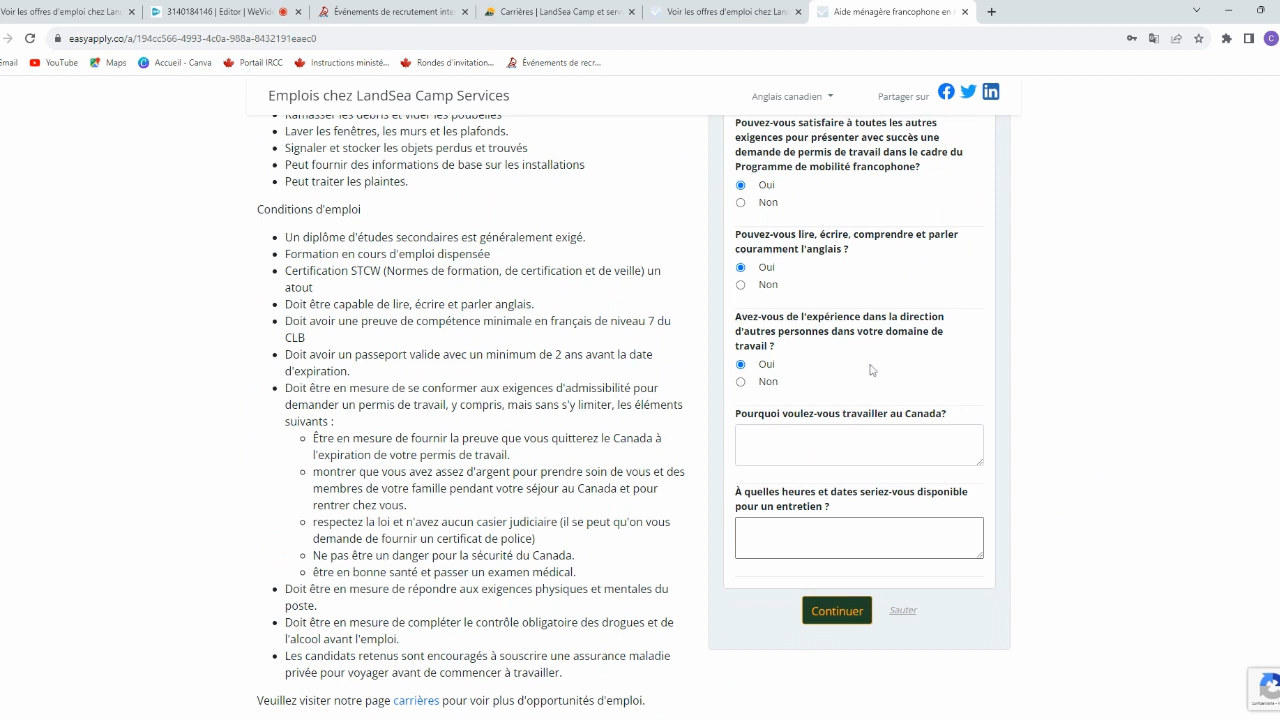 Voir les offres d'emploi chez Lan
3140184146 | Editor | WeVide
Événements de recrutement inte
Carrières | LandSea Camp et serv
Voir les offres d'emploi chez Lan
Aide ménagère francophone en
easyapply.co/a/194cc566-4993-4c0a-988a-8432191eaec0
C
Gmail
YouTube
Maps
Accueil - Canva
Portail IRCC
Instructions ministé...
Rondes d'invitation...
Événements de recr...
Emplois chez LandSea Camp Services
Anglais canadien
Partager sur
Ramasser les débris et vider les poubelles
Laver les fenêtres, les murs et les plafonds.
Signaler et stocker les objets perdus et trouvés
Peut fournir des informations de base sur les installations
Peut traiter les plaintes.
Conditions d'emploi
Un diplôme d'études secondaires est généralement exigé.
Formation en cours d'emploi dispensée
Certification STCW (Normes de formation, de certification et de veille) un
atout
Doit être capable de lire, écrire et parler anglais.
Doit avoir une preuve de compétence minimale en français de niveau 7 du
CLB
Doit avoir un passeport valide avec un minimum de 2 ans avant la date
d'expiration.
Doit être en mesure de se conformer aux exigences d'admissibilité pour
demander un permis de travail, y compris, mais sans s'y limiter, les éléments
suivants :
Être en mesure de fournir la preuve que vous quitterez le Canada à
l'expiration de votre permis de travail.
montrer que vous avez assez d'argent pour prendre soin de vous et des
membres de votre famille pendant votre séjour au Canada et pour
rentrer chez vous.
respectez la loi et n'avez aucun casier judiciaire (il se peut qu'on vous
demande de fournir un certificat de police)
Ne pas être un danger pour la sécurité du Canada.
être en bonne santé et passer un examen médical.
Doit être en mesure de répondre aux exigences physiques et mentales du
poste.
Doit être en mesure de compléter le contrôle obligatoire des drogues et de
l'alcool avant l'emploi.
Les candidats retenus sont encouragés à souscrire une assurance maladie
privée pour voyager avant de commencer à travailler.
Veuillez visiter notre page carrières pour voir plus d'opportunités d'emploi.
Pouvez-vous satisfaire à toutes les autres
exigences pour présenter avec succès une
demande de permis de travail dans le cadre du
Programme de mobilité francophone?
Oui
Non
Pouvez-vous lire, écrire, comprendre et parler
couramment l'anglais ?
Oui
Non
Avez-vous de l'expérience dans la direction
d'autres personnes dans votre domaine de
travail ?
Oui
Non
Pourquoi voulez-vous travailler au Canada?
À quelles heures et dates seriez-vous disponible
pour un entretien ?
Continuer
Sauter